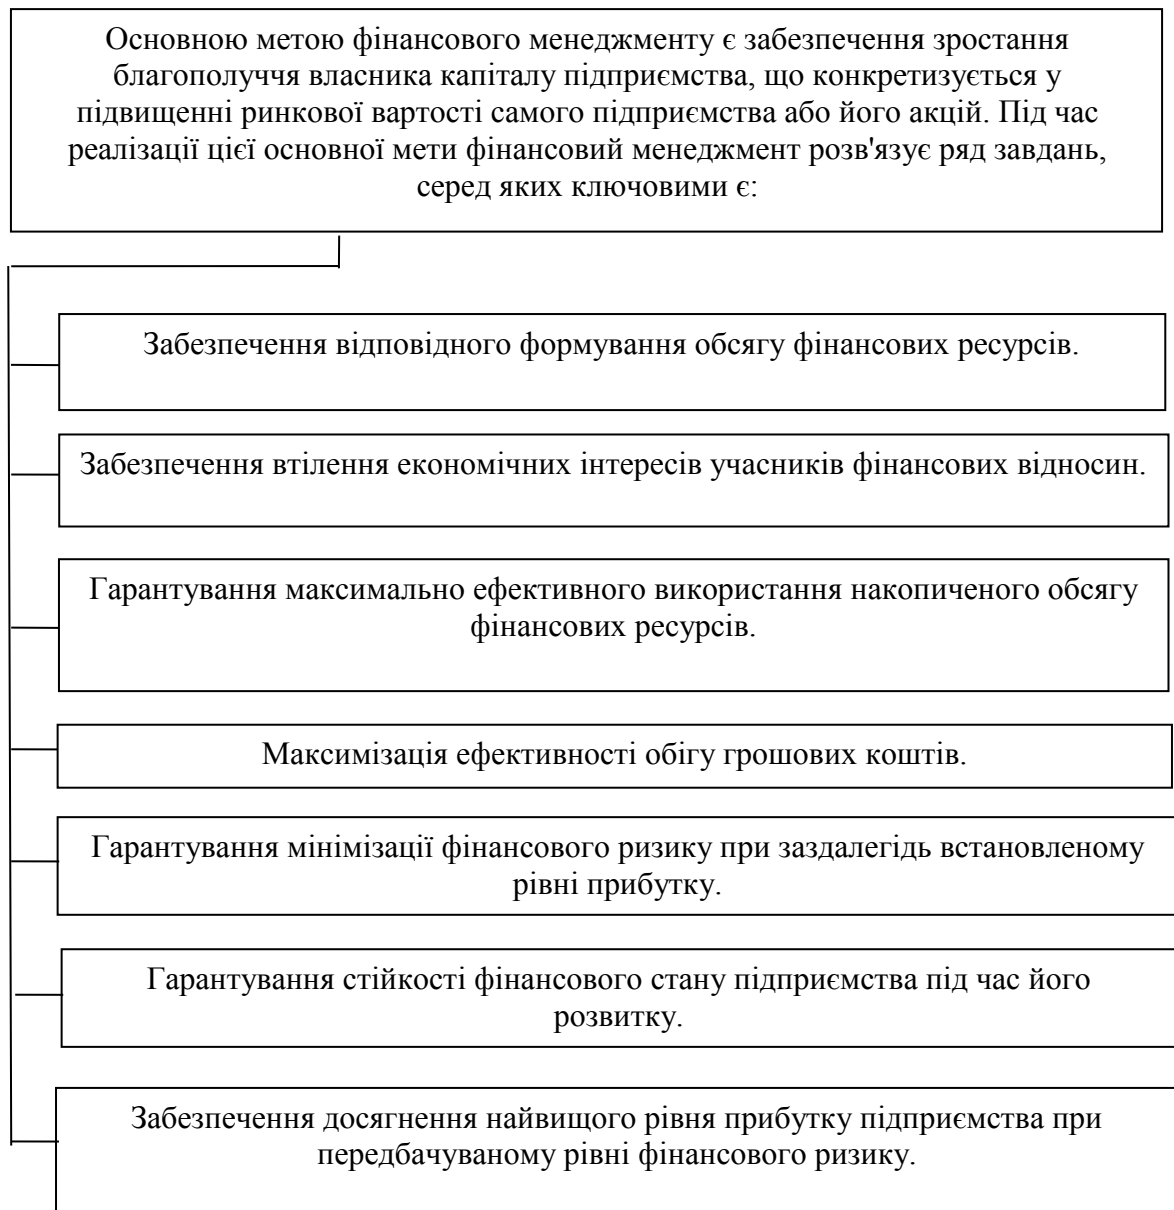 Основною метою фінансового менеджменту є забезпечення зростання
благополуччя власника капіталу підприємства, що конкретизується у
підвищенні ринкової вартості самого підприємства або його акцій. Під час
реалізації цієї основної мети фінансовий менеджмент розв'язує ряд завдань,
серед яких ключовими є:
Забезпечення відповідного формування обсягу фінансових ресурсів.
Забезпечення втілення економічних інтересів учасників фінансових відносин.
Гарантування максимально ефективного використання накопиченого обсягу
фінансових ресурсів.
Максимізація ефективності обігу грошових коштів.
Гарантування мінімізації фінансового ризику при заздалегідь встановленому
рівні прибутку.
Гарантування стійкості фінансового стану підприємства під час його
розвитку.
Забезпечення досягнення найвищого рівня прибутку підприємства при
передбачуваному рівні фінансового ризику.